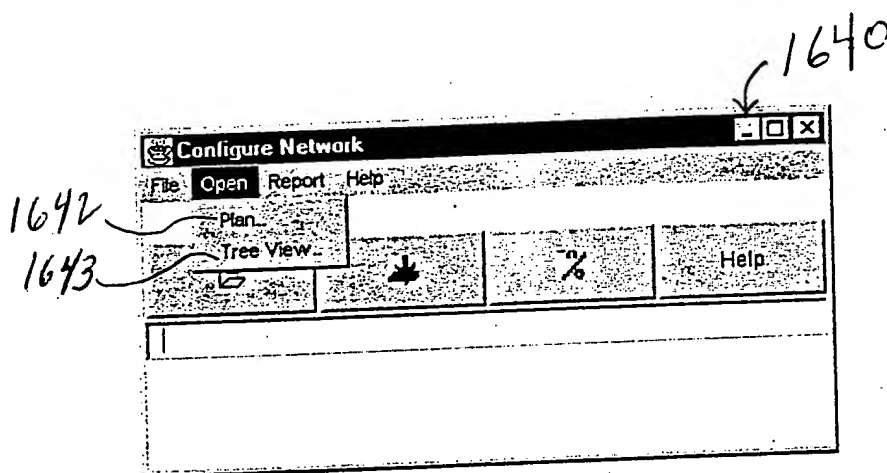 1640
Configure Network
File Open Report Help
1642 Plan...
1643 Tree View...
Help